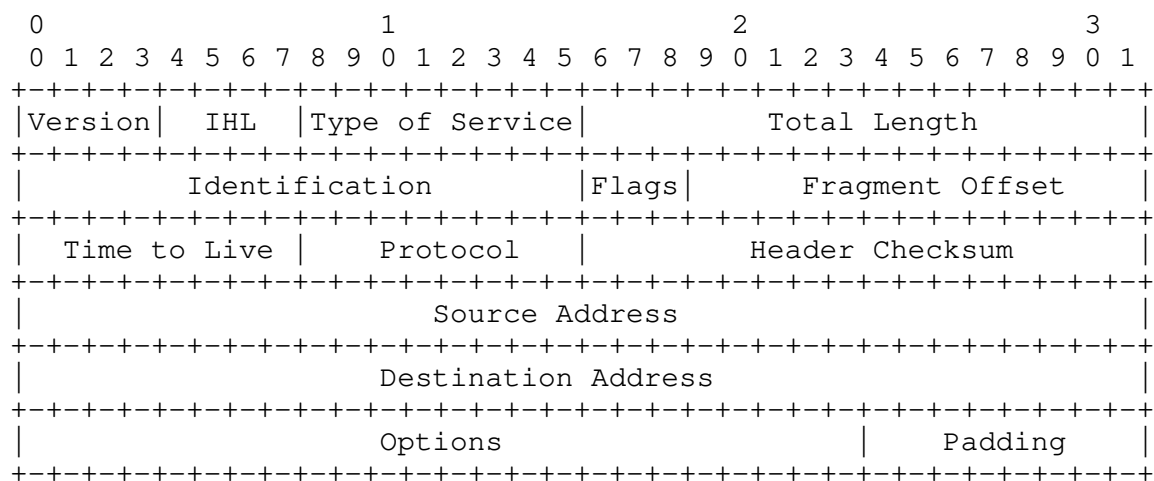 0                   1                   2                   3
 0 1 2 3 4 5 6 7 8 9 0 1 2 3 4 5 6 7 8 9 0 1 2 3 4 5 6 7 8 9 0 1
+-+-+-+-+-+-+-+-+-+-+-+-+-+-+-+-+-+-+-+-+-+-+-+-+-+-+-+-+-+-+-+-+
|Version|  IHL  |Type of Service|          Total Length         |
+-+-+-+-+-+-+-+-+-+-+-+-+-+-+-+-+-+-+-+-+-+-+-+-+-+-+-+-+-+-+-+-+
|         Identification        |Flags|      Fragment Offset    |
+-+-+-+-+-+-+-+-+-+-+-+-+-+-+-+-+-+-+-+-+-+-+-+-+-+-+-+-+-+-+-+-+
|  Time to Live |    Protocol   |         Header Checksum       |
+-+-+-+-+-+-+-+-+-+-+-+-+-+-+-+-+-+-+-+-+-+-+-+-+-+-+-+-+-+-+-+-+
|                       Source Address                          |
+-+-+-+-+-+-+-+-+-+-+-+-+-+-+-+-+-+-+-+-+-+-+-+-+-+-+-+-+-+-+-+-+
|                    Destination Address                        |
+-+-+-+-+-+-+-+-+-+-+-+-+-+-+-+-+-+-+-+-+-+-+-+-+-+-+-+-+-+-+-+-+
|                    Options                    |    Padding    |
+-+-+-+-+-+-+-+-+-+-+-+-+-+-+-+-+-+-+-+-+-+-+-+-+-+-+-+-+-+-+-+-+